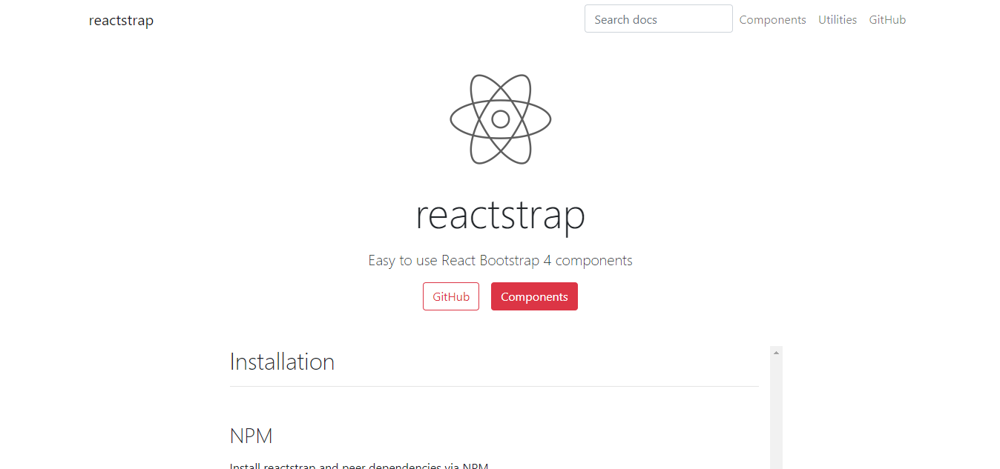 reactstrap
Search docs
Components
Utilities
GitHub
reactstrap
Easy to use React Bootstrap 4 components
GitHub
Components
Installation
NPM
Install reactstrap and peer dependencies via NPM